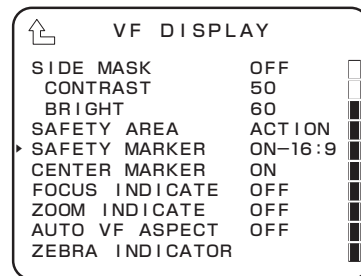 VF DISPLAY
SIDE MASK OFF
CONTRAST 50
BRIGHT 60
SAFETY AREA ACTION
SAFETY MARKER ON–16:9
CENTER MARKER ON
FOCUS INDICATE OFF
ZOOM INDICATE OFF
AUTO VF ASPECT OFF
ZEBRA INDICATOR